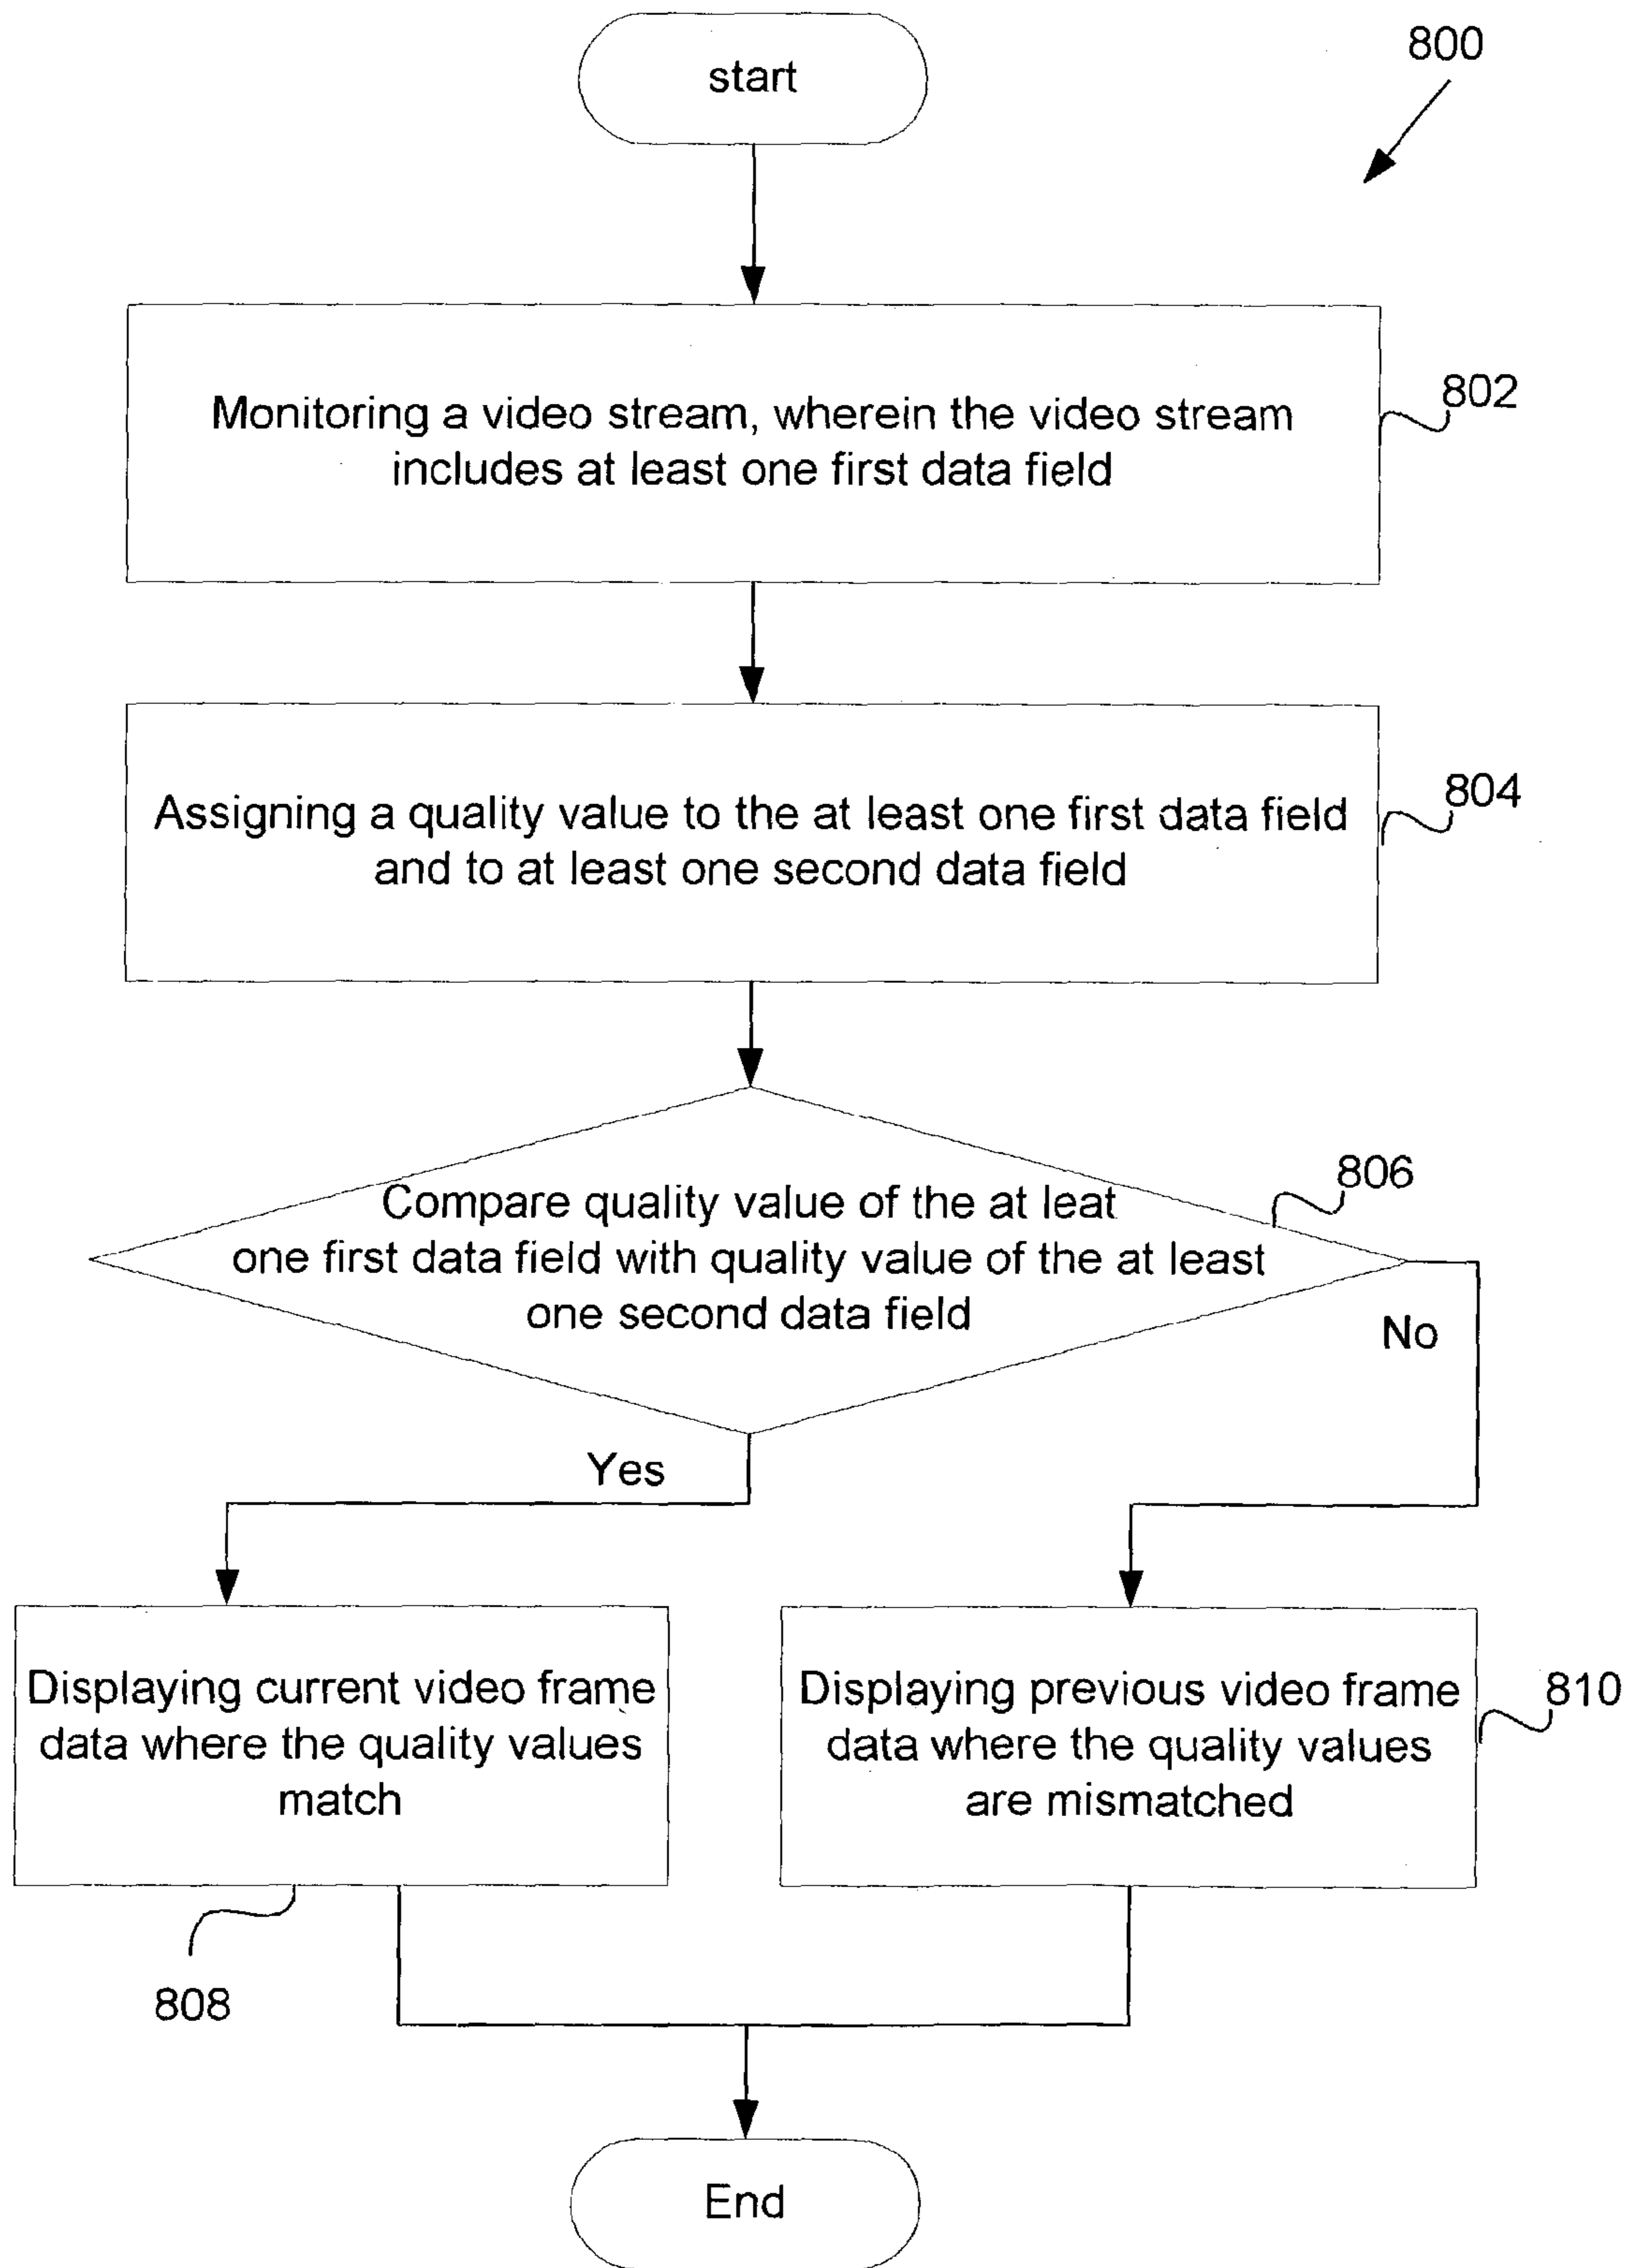 start
800
Monitoring a video stream, wherein the video stream
includes at least one first data field
802
Assigning a quality value to the at least one first data field
and to at least one second data field
804
Compare quality value of the at leat
one first data field with quality value of the at least
one second data field
806
No
Yes
Displaying current video frame
data where the quality values
match
808
Displaying previous video frame
data where the quality values
are mismatched
810
End